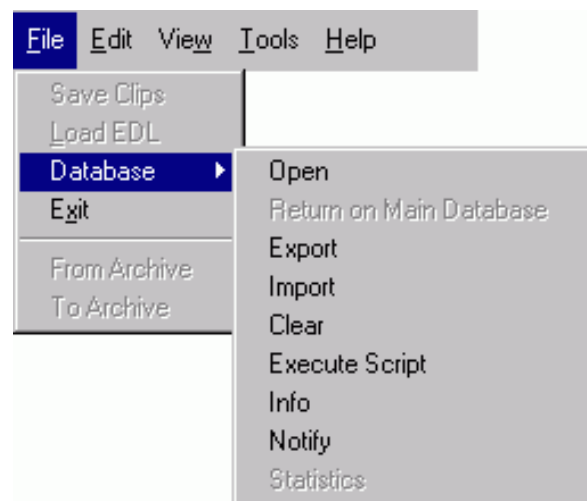 File Edit View Tools Help
Save Clips
Load EDL
Database
Exit
From Archive
To Archive
Open
Return on Main Database
Export
Import
Clear
Execute Script
Info
Notify
Statistics